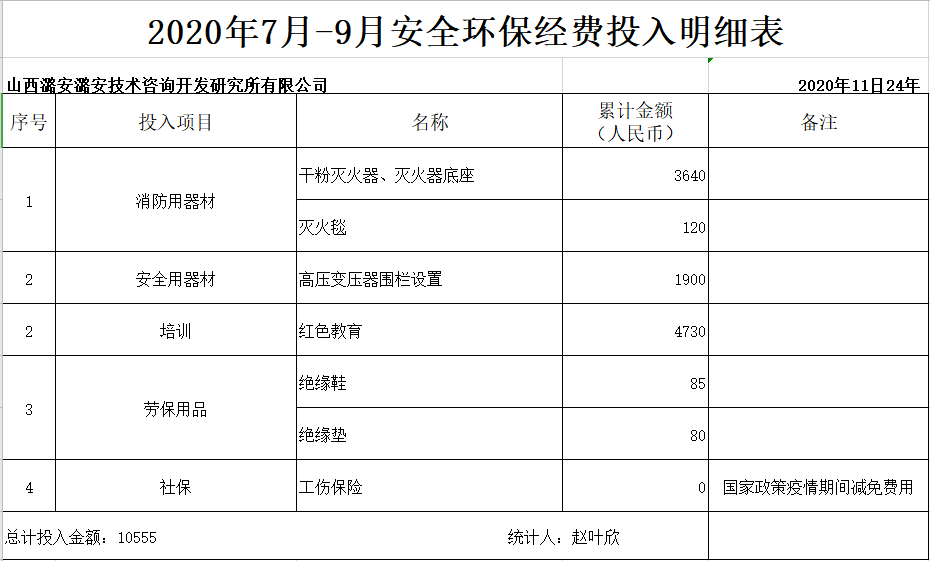 2020年7月-9月安全环保经费投入明细表
山西潞安潞安技术咨询开发研究所有限公司 2020年11日24年
序号 投入项目 名称 累计金额（人民币） 备注
1 消防用器材 干粉灭火器、灭火器底座 3640
灭火毯 120
2 安全用器材 高压变压器围栏设置 1900
2 培训 红色教育 4730
3 劳保用品 绝缘鞋 85
绝缘垫 80
4 社保 工伤保险 0 国家政策疫情期间减免费用
总计投入金额：10555 统计人：赵叶欣